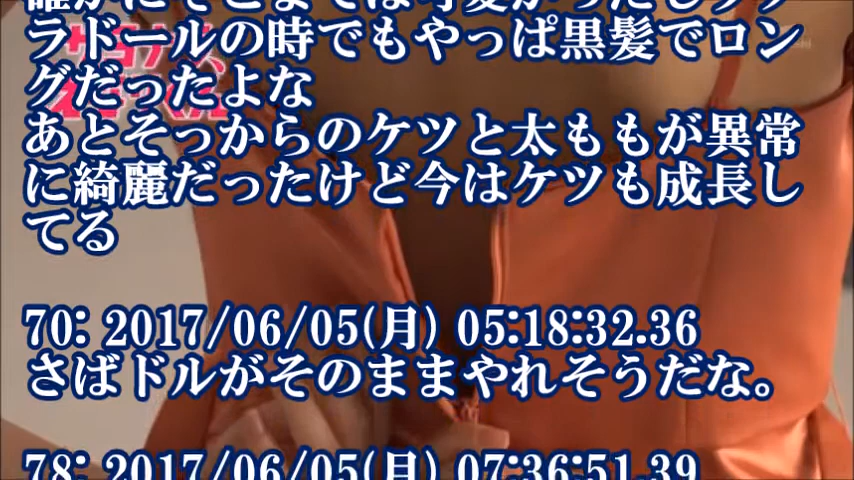 ラドールの時でもやっぱ黒髪でロン
グだったよな
あとそっからのケツと太ももが異常
に綺麗だったけど今はケツも成長し
てる
70: 2017/06/05(月) 05:18:32.36
さばドルがそのままやれそうだな。
78: 2017/06/05(月) 07:36:51.39